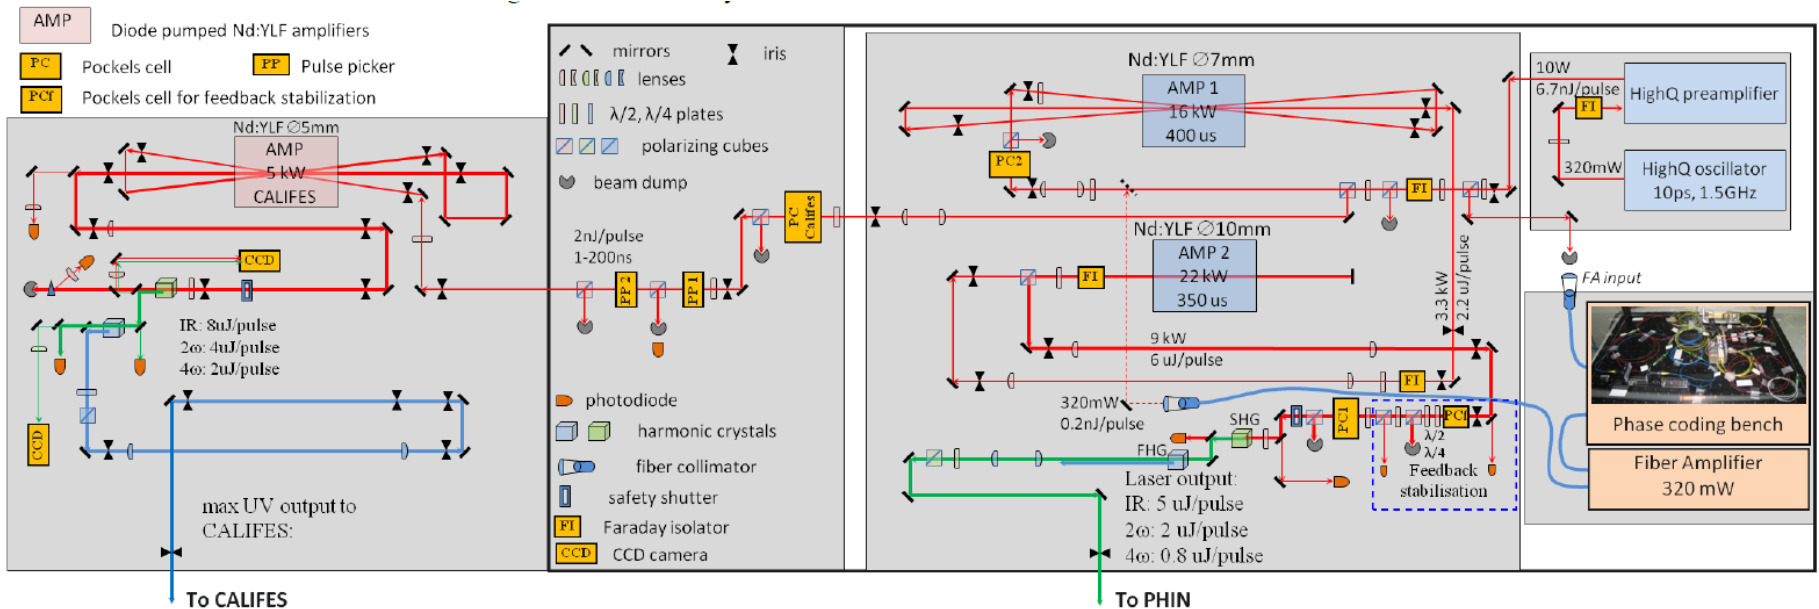 AMP
Diode pumped Nd:YLF amplifiers
PC
Pockels cell
PP
Pulse picker
PCf
Pockels cell for feedback stabilization
Nd:YLF ∅5mm
AMP
5 kW
CALIFES
CCD
IR: 8uJ/pulse
2ω: 4uJ/pulse
4ω: 2uJ/pulse
CCD
max UV output to
CALIFES:
To CALIFES
mirrors
iris
lenses
λ/2, λ/4 plates
polarizing cubes
beam dump
PC
Califes
2nJ/pulse
1-200ns
PP 2
PP 1
photodiode
harmonic crystals
fiber collimator
safety shutter
FI
Faraday isolator
CCD
CCD camera
Nd:YLF ∅7mm
AMP 1
16 kW
400 us
PC2
FI
Nd:YLF ∅10mm
AMP 2
22 kW
350 us
FI
3.3 kW
2.2 uJ/pulse
9 kW
6 uJ/pulse
FI
320mW
0.2nJ/pulse
SHG
FHG
PC1
PCf
λ/2
λ/4
Feedback
stabilisation
Laser output:
IR: 5 uJ/pulse
2ω: 2 uJ/pulse
4ω: 0.8 uJ/pulse
To PHIN
10W
6.7nJ/pulse
FI
HighQ preamplifier
320mW
HighQ oscillator
10ps, 1.5GHz
FA input
Phase coding bench
Fiber Amplifier
320 mW